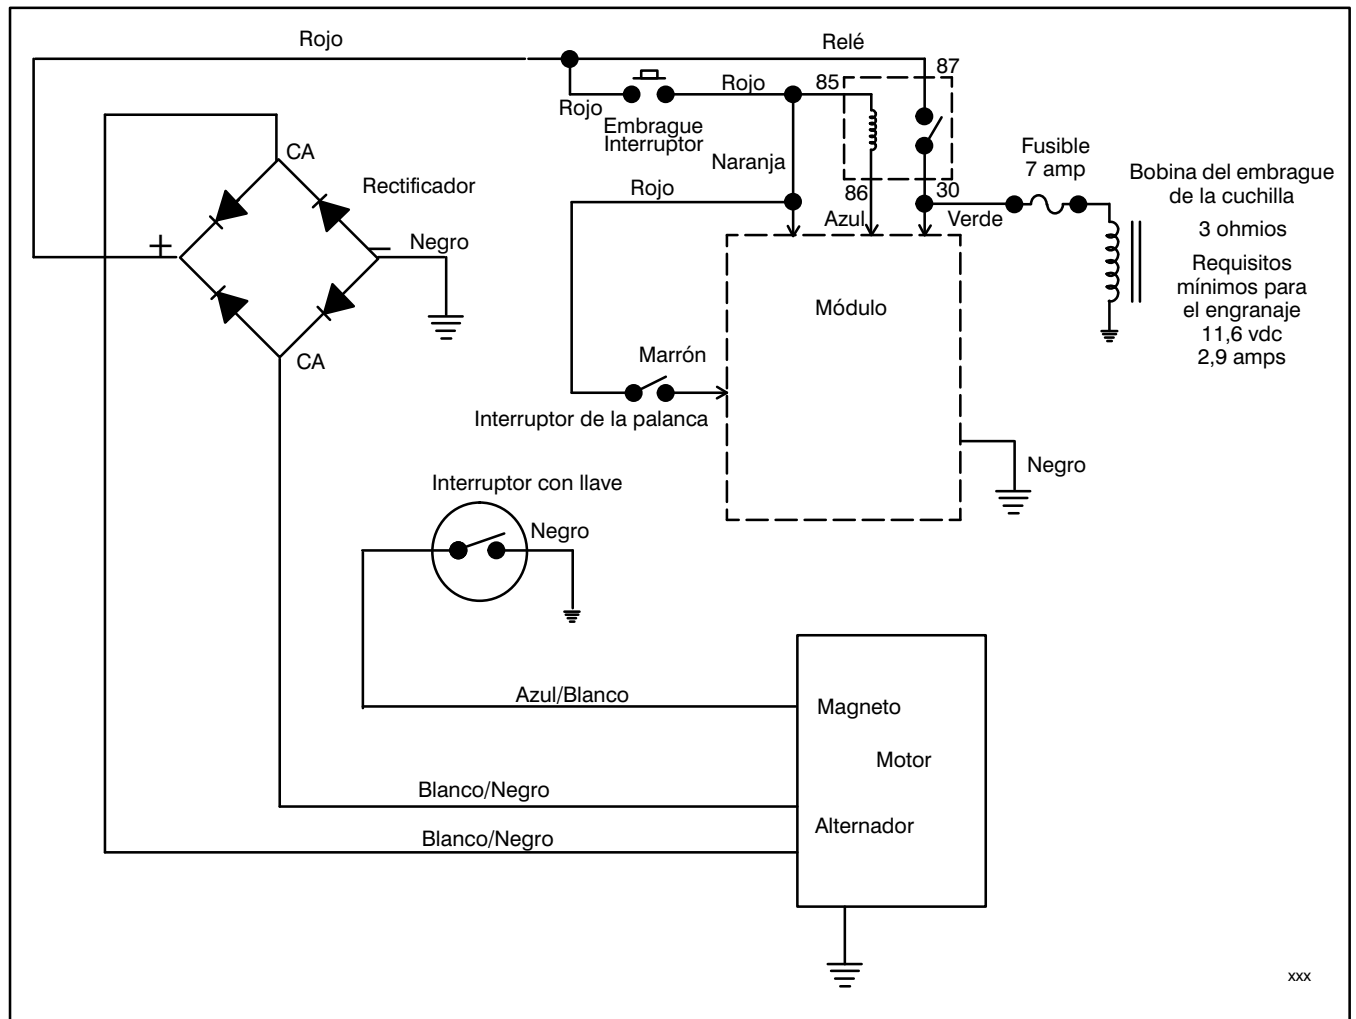 Rojo
Relé
87
85
Rojo
Rojo
Embrague
Interruptor
CA
Fusible
7 amp
Naranja
Bobina del embrague
de la cuchilla
3 ohmios
Requisitos
mínimos para
el engranaje
11,6 vdc
2,9 amps
Rectificador
Rojo
86
30
Azul
Verde
+
−
Negro
Módulo
CA
Marrón
Interruptor de la palanca
Negro
Interruptor con llave
Negro
Azul/Blanco
Magneto
Motor
Blanco/Negro
Alternador
Blanco/Negro
xxx